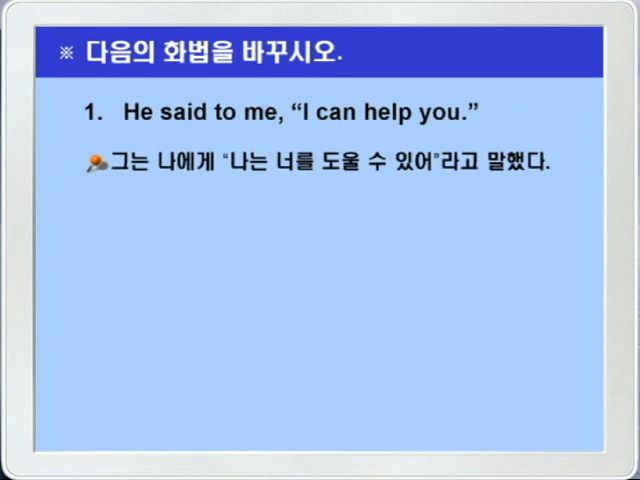 ※ 다음의 화법을 바꾸시오.
1. He said to me, “I can help you.”
그는 나에게 “나는 너를 도울 수 있어”라고 말했다.